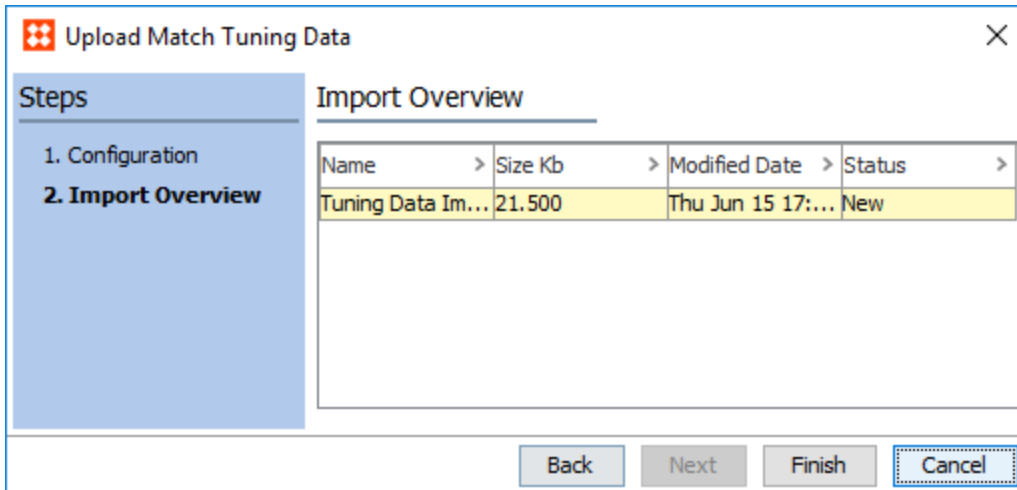 Upload Match Tuning Data
Steps
1. Configuration
2. Import Overview
Import Overview
Name > Size Kb > Modified Date > Status >
Tuning Data Im... 21.500 Thu Jun 15 17:... New
Back Next Finish Cancel